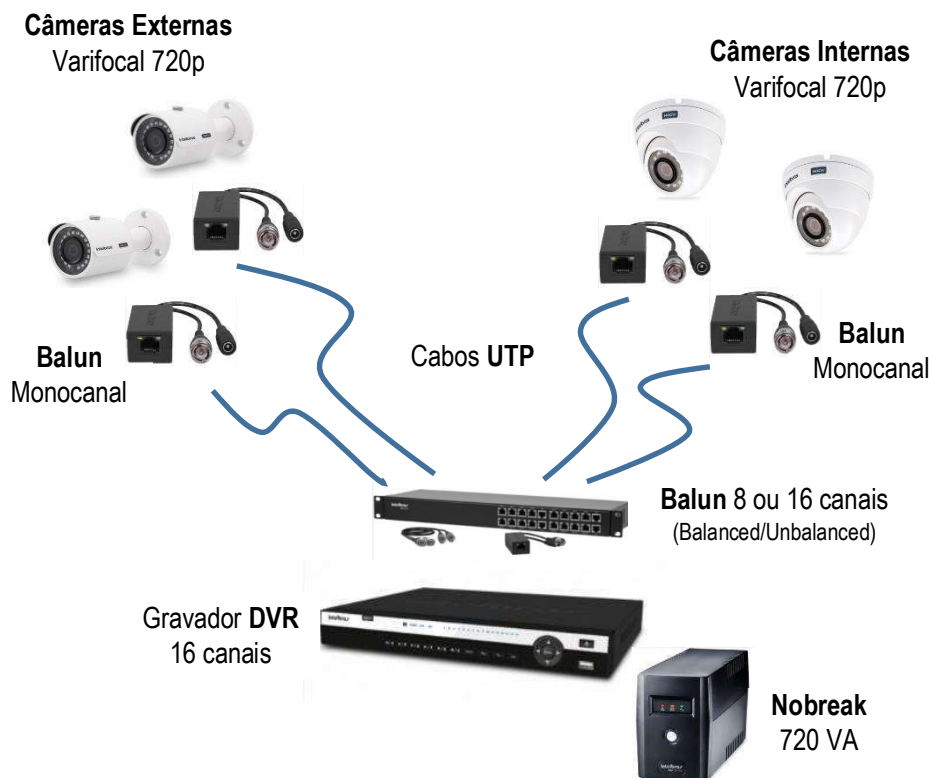 Câmeras Externas
Varifocal 720p
Câmeras Internas
Varifocal 720p
Balun
Monocanal
Cabos UTP
Balun
Monocanal
Balun 8 ou 16 canais
(Balanced/Unbalanced)
Gravador DVR
16 canais
Nobreak
720 VA